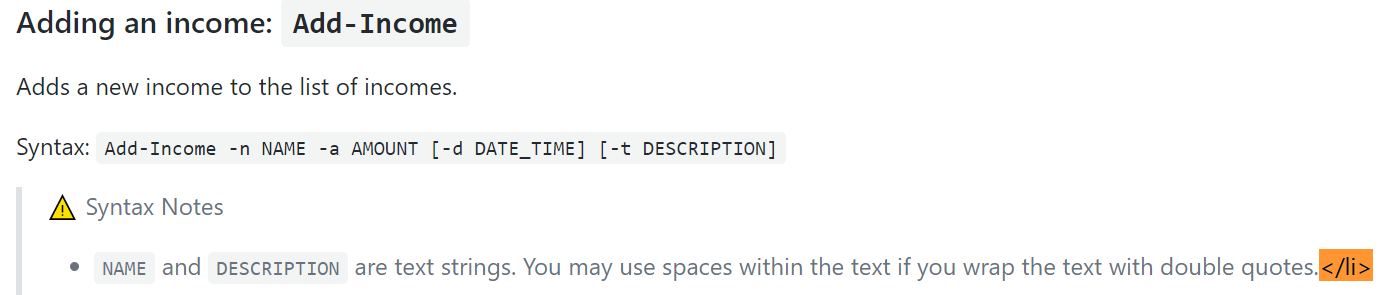 Adding an income: Add-Income
Adds a new income to the list of incomes.
Syntax: Add-Income -n NAME -a AMOUNT [-d DATE_TIME] [-t DESCRIPTION]
⚠ Syntax Notes
• NAME and DESCRIPTION are text strings. You may use spaces within the text if you wrap the text with double quotes.</li>